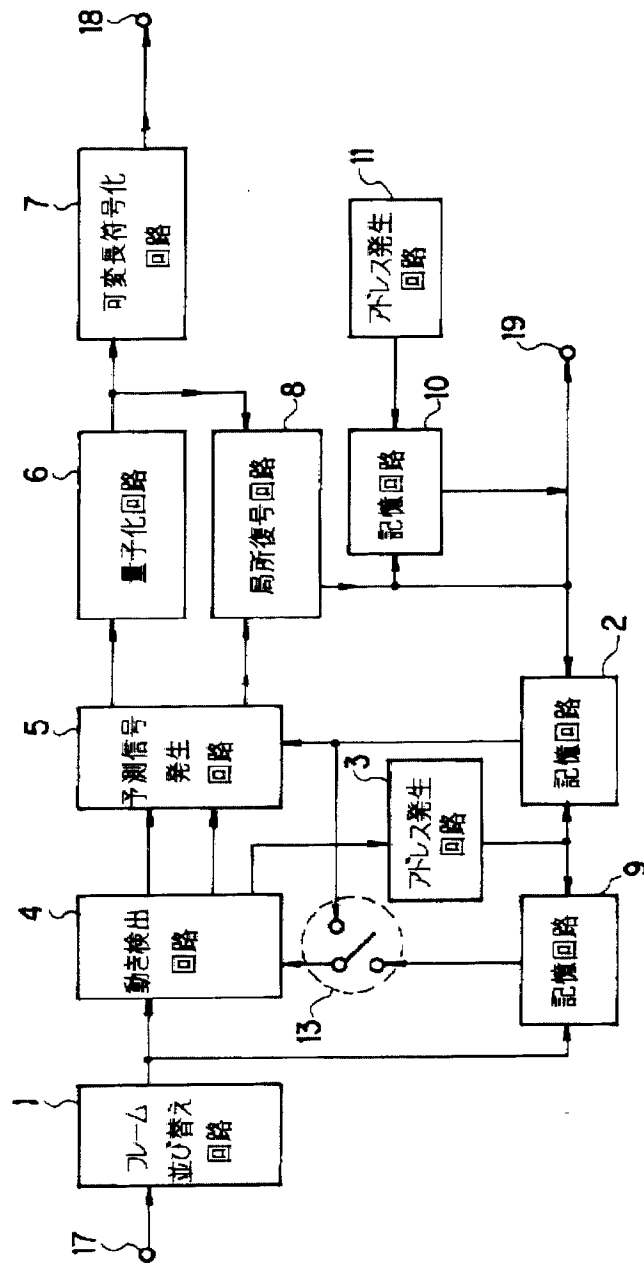 17
1
フレーム
並び替え
回路
4
動き検出
回路
5
予測信号
発生
回路
6
量子化回路
7
可変長符号化
回路
18
8
局所復号回路
11
アドレス発生
回路
10
記憶回路
19
13
3
アドレス発生
回路
9
記憶回路
2
記憶回路